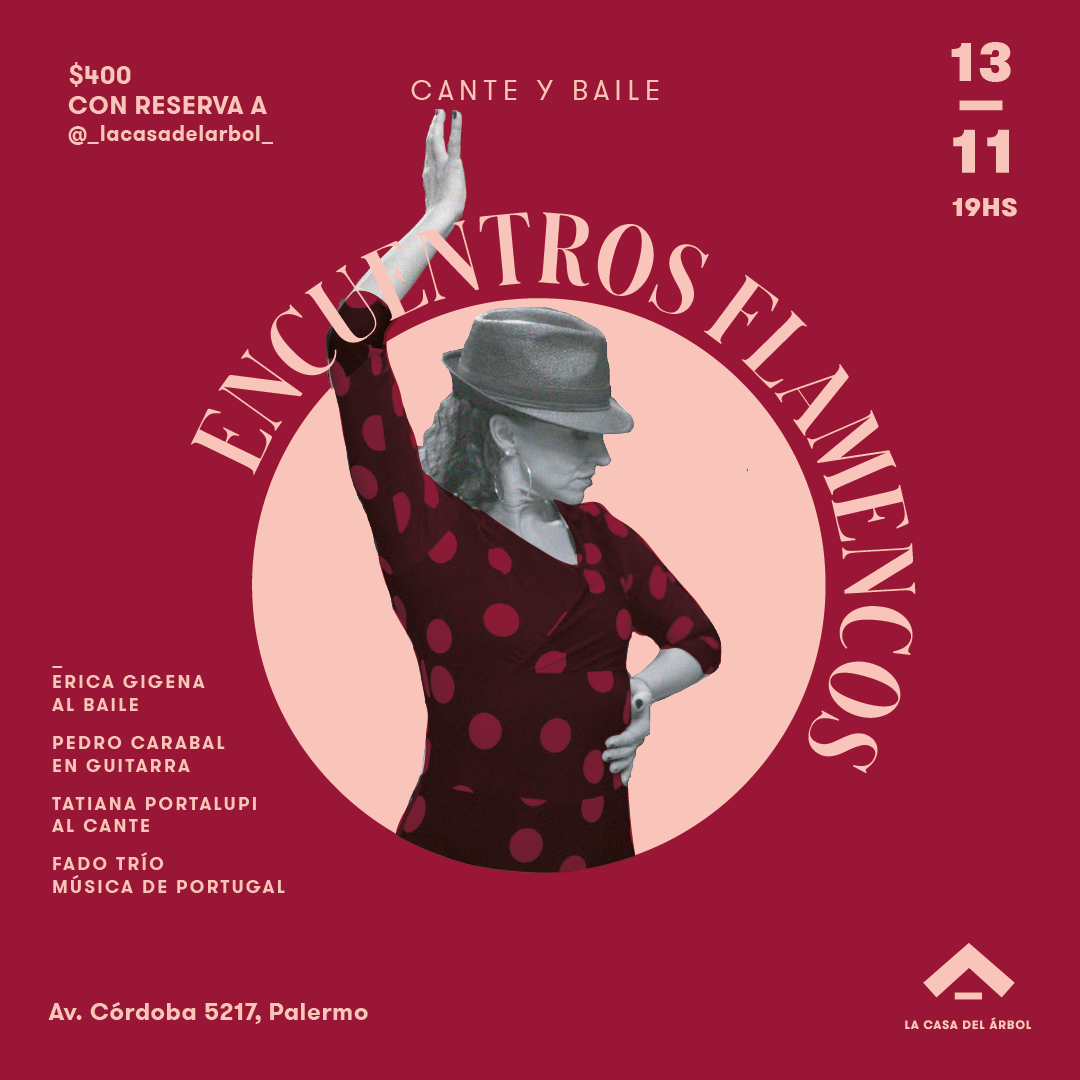 $400
CON RESERVA A
@_lacasadelarbol_
CANTE Y BAILE
13
11
19HS
ENCUENTROS FLAMENCOS
ERICA GIGENA
AL BAILE
PEDRO CARABAL
EN GUITARRA
TATIANA PORTALUPI
AL CANTE
FADO TRÍO
MÚSICA DE PORTUGAL
Av. Córdoba 5217, Palermo
LA CASA DEL ÁRBOL